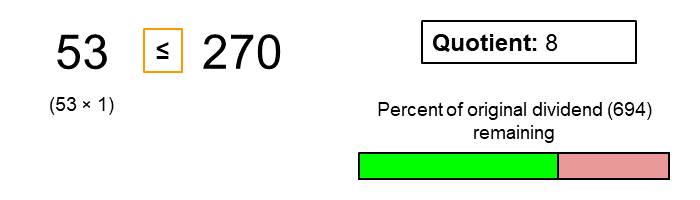 53 ≤ 270
(53 × 1)
Quotient: 8
Percent of original dividend (694)
remaining